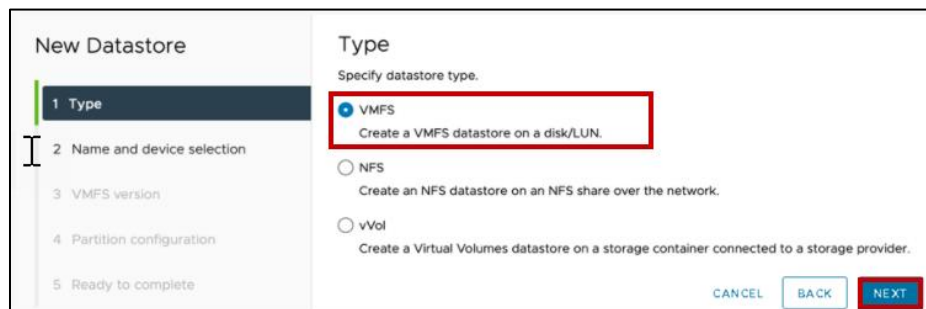 New Datastore
1 Type
2 Name and device selection
3 VMFS version
4 Partition configuration
5 Ready to complete
Type
Specify datastore type.
VMFS
Create a VMFS datastore on a disk/LUN.
NFS
Create an NFS datastore on an NFS share over the network.
vVol
Create a Virtual Volumes datastore on a storage container connected to a storage provider.
CANCEL BACK NEXT